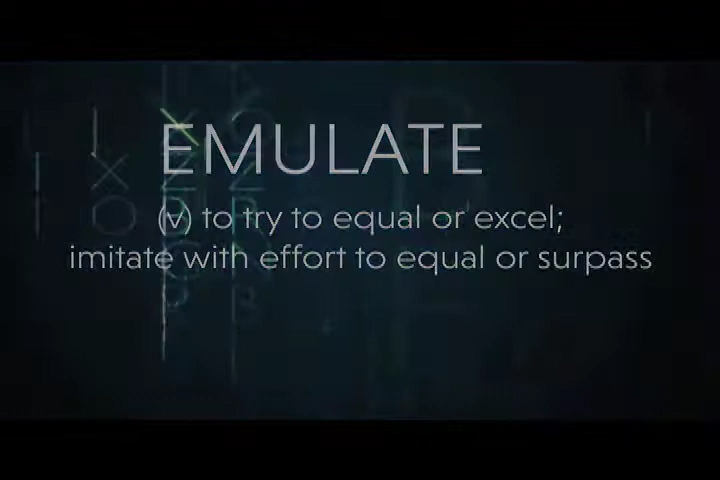 EMULATE
(v) to try to equal or excel;
imitate with effort to equal or surpass